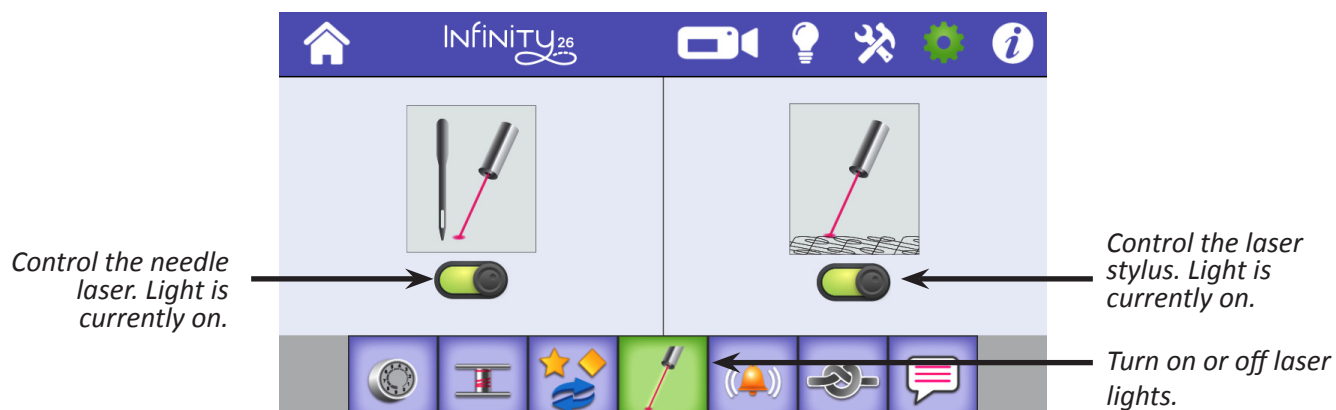 INFINITY 26
i
Control the needle
laser. Light is
currently on.
Control the laser
stylus. Light is
currently on.
Turn on or off laser
lights.